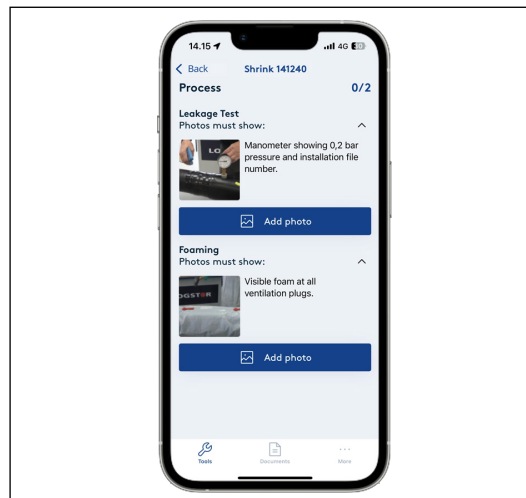 14.15
4G
Back
Shrink 141240
Process
0/2
Leakage Test
Photos must show:
LO
Manometer showing 0,2 bar
pressure and installation file
number.
Add photo
Foaming
Photos must show:
OGSTOR
Visible foam at all
ventilation plugs.
Add photo
Tools
Documents
More